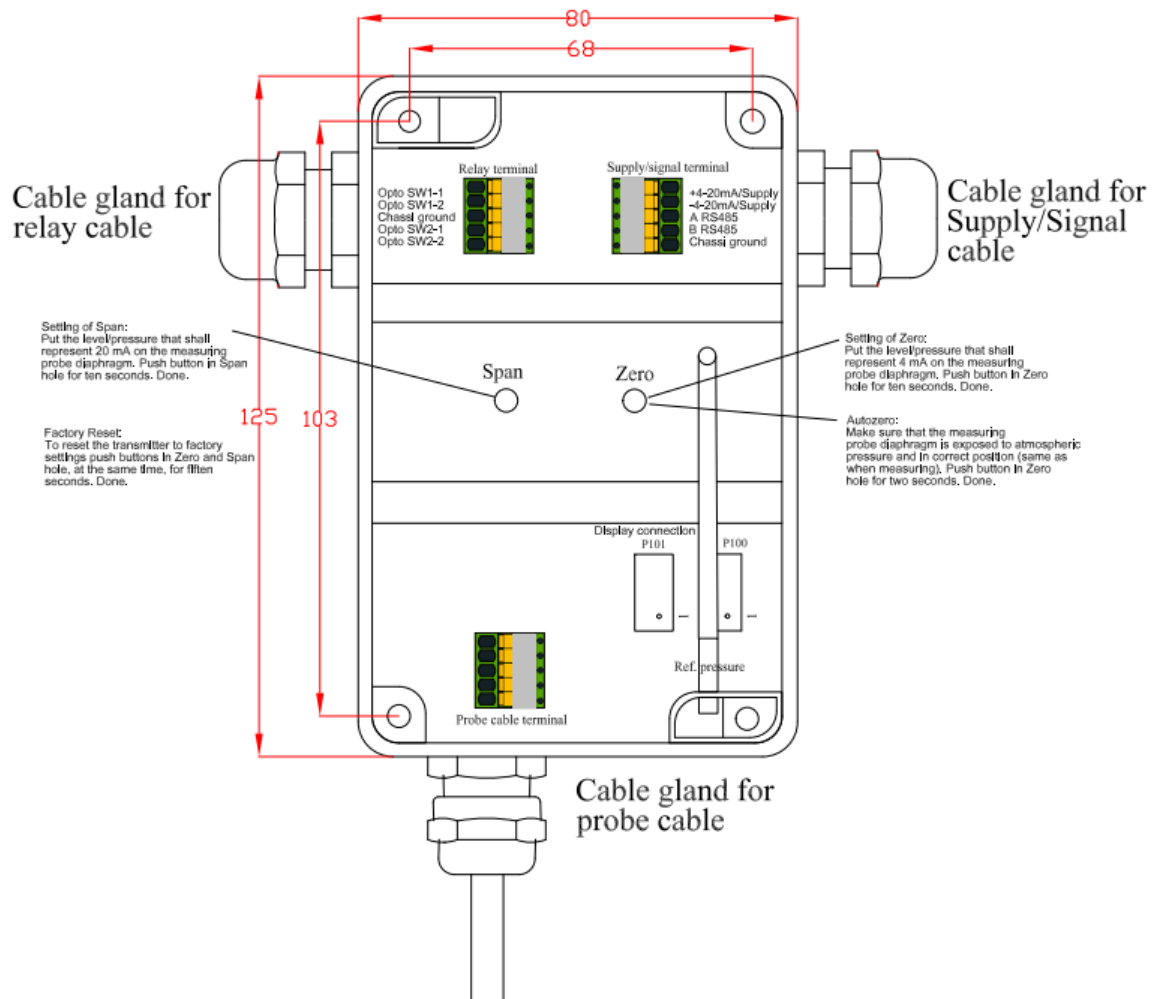 80
68
Cable gland for
relay cable
Relay terminal
Opto SW1-1
Opto SW1-2
Chassi ground
Opto SW2-1
Opto SW2-2
Supply/signal terminal
+4-20mA/Supply
-4-20mA/Supply
A RS485
B RS485
Chassi ground
Cable gland for
Supply/Signal
cable
Setting of Span:
Put the level/pressure that shall
represent 20 mA on the measuring
probe diaphragm. Push button in Span
hole for ten seconds. Done.
Span
Zero
Setting of Zero:
Put the level/pressure that shall
represent 4 mA on the measuring
probe diaphragm. Push button in Zero
hole for ten seconds. Done.
125
103
Factory Reset:
To reset the transmitter to factory
settings push buttons in Zero and Span
hole, at the same time, for fiften
seconds. Done.
Autozero:
Make sure that the measuring
probe diaphragm is exposed to atmospheric
pressure and in correct position (same as
when measuring). Push button in Zero
hole for two seconds. Done.
Display connection
P101
P100
1
1
Ref. pressure
Probe cable terminal
Cable gland for
probe cable